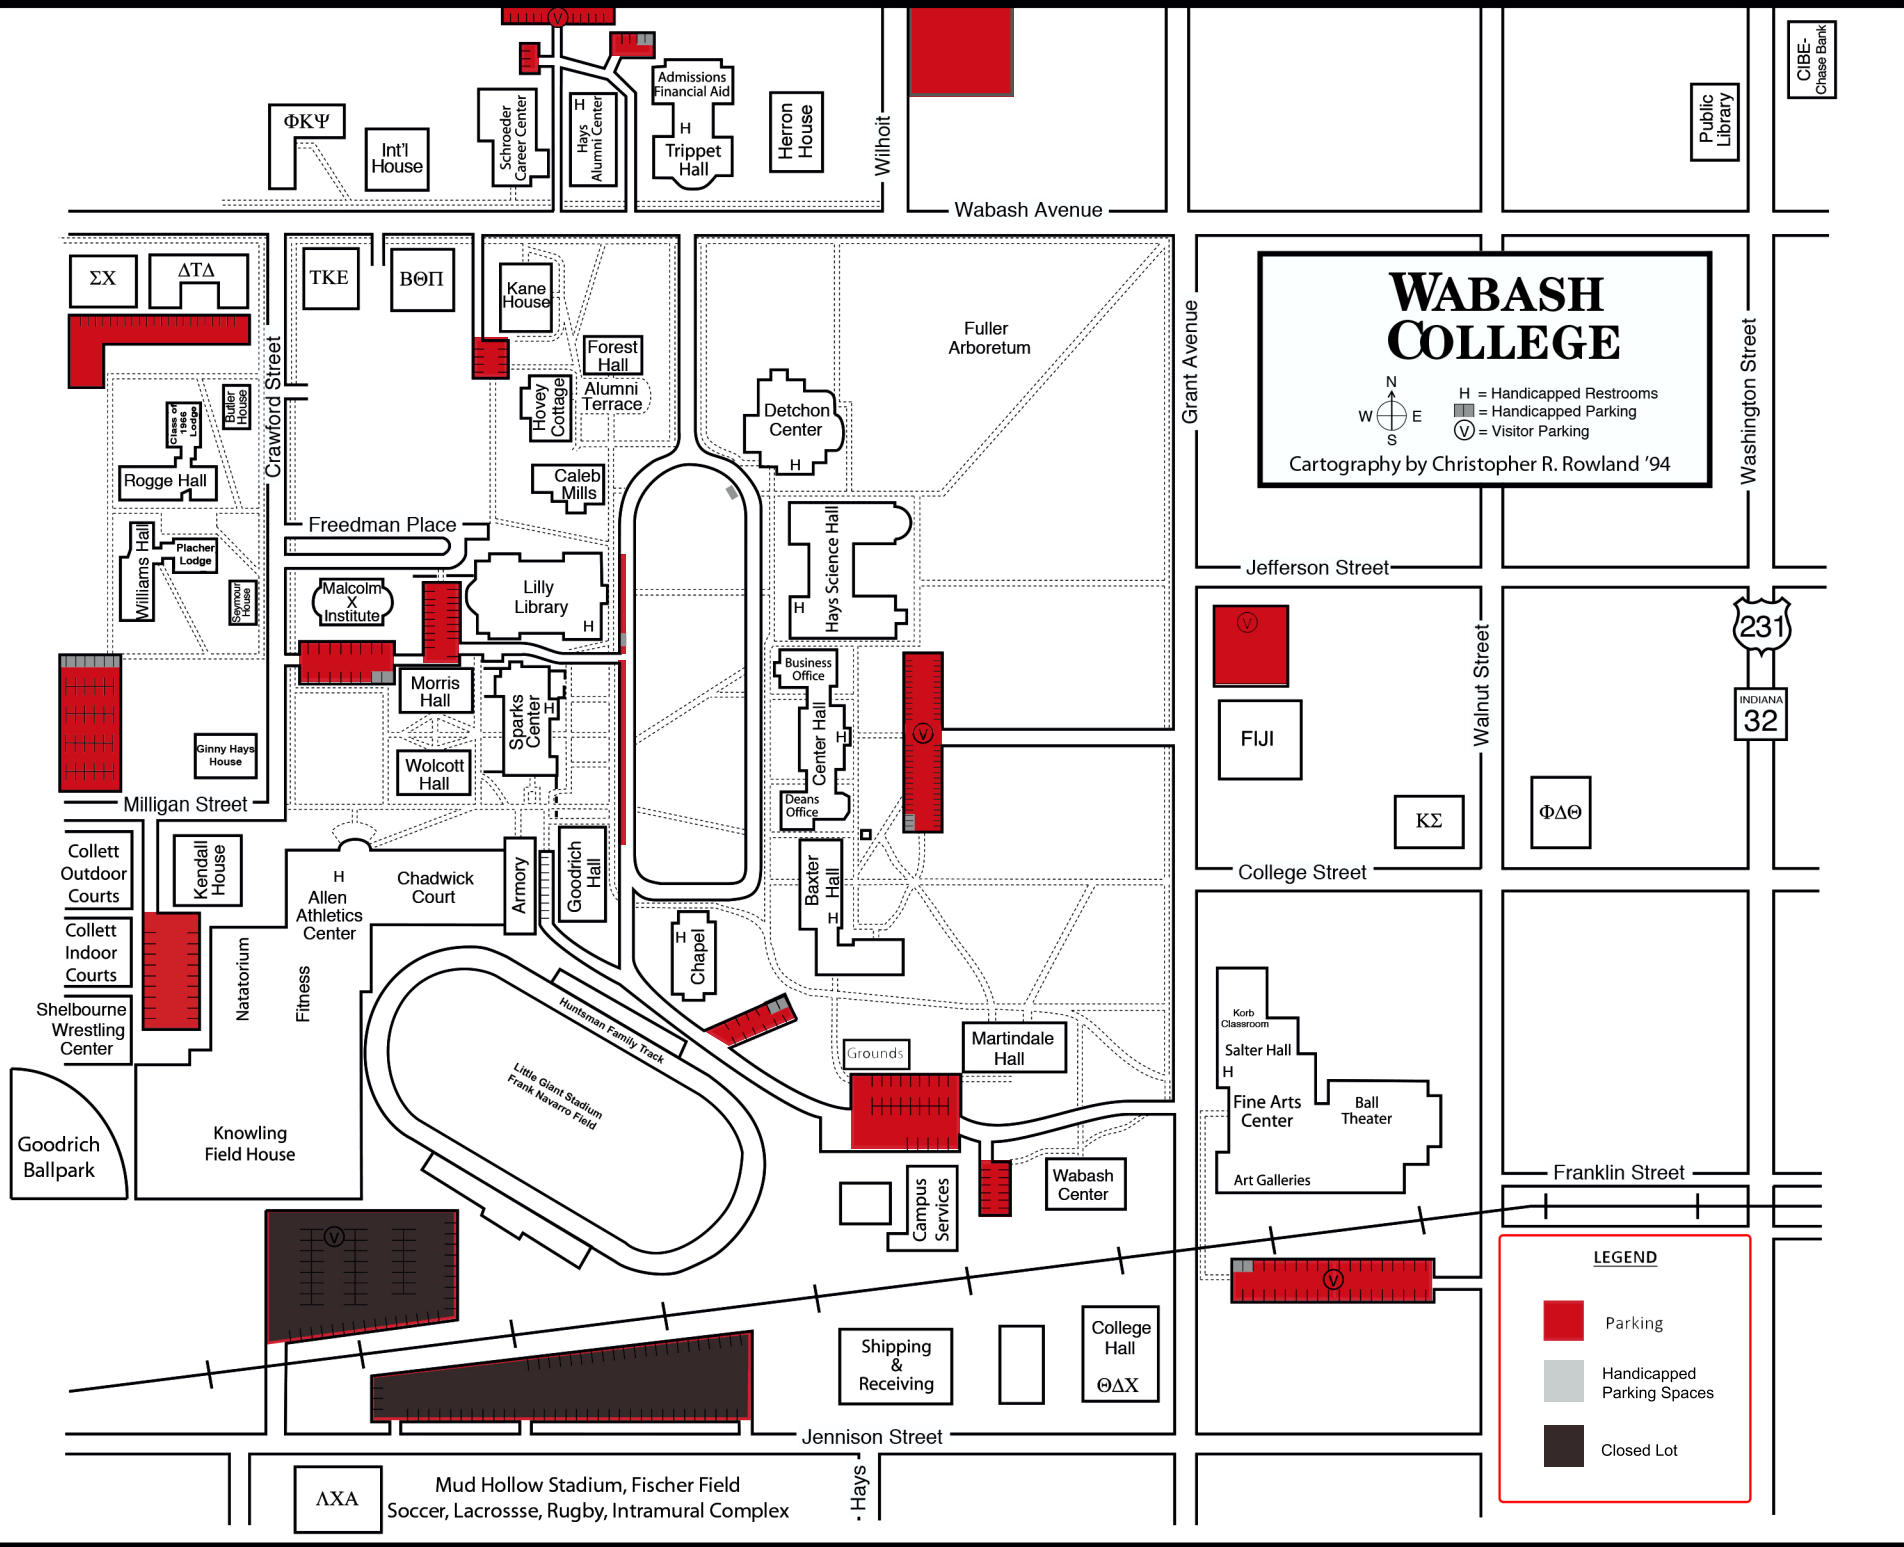 V
CIBE-
Chase Bank
Public
Library
ΦΚΨ
Int'l
House
Schroeder
Career Center
H
Hays
Alumni Center
Admissions
Financial Aid
H
Trippet
Hall
Herron
House
Wilhoit
Wabash Avenue
ΣΧ
ΔΤΔ
ΤΚΕ
ΒΘΠ
Kane
House
Forest
Hall
Alumni
Terrace
Hovey
Cottage
Caleb
Mills
Fuller
Arboretum
Detchon
Center
H
Grant Avenue
Crawford Street
Washington Street
WABASH
COLLEGE
N
W
E
S
H = Handicapped Restrooms
= Handicapped Parking
V = Visitor Parking
Cartography by Christopher R. Rowland '94
Butler
House
Class of
1966
Lodge
Rogge Hall
Williams Hall
Placher
Lodge
Seymour
House
Freedman Place
Malcolm
X
Institute
Lilly
Library
H
Hays Science Hall
H
Jefferson Street
V
231
INDIANA
32
Walnut Street
FIJI
ΚΣ
ΦΔΘ
Morris
Hall
Sparks
Center
H
Wolcott
Hall
Ginny Hays
House
Business
Office
Center Hall
H
Deans
Office
V
Milligan Street
Collett
Outdoor
Courts
Kendall
House
H
Allen
Athletics
Center
Chadwick
Court
Armory
Goodrich
Hall
Baxter
Hall
H
College Street
Collett
Indoor
Courts
Natatorium
Fitness
Chapel
H
Shelbourne
Wrestling
Center
Huntsman Family Track
Little Giant Stadium
Frank Navarro Field
Grounds
Martindale
Hall
Korb
Classroom
Salter Hall
H
Fine Arts
Center
Ball
Theater
Art Galleries
Goodrich
Ballpark
Knowling
Field House
Campus
Services
Wabash
Center
Franklin Street
V
V
LEGEND
Parking
Handicapped
Parking Spaces
Closed Lot
Shipping
&
Receiving
College
Hall
ΘΔΧ
Jennison Street
Hays
ΛΧΑ
Mud Hollow Stadium, Fischer Field
Soccer, Lacrossse, Rugby, Intramural Complex